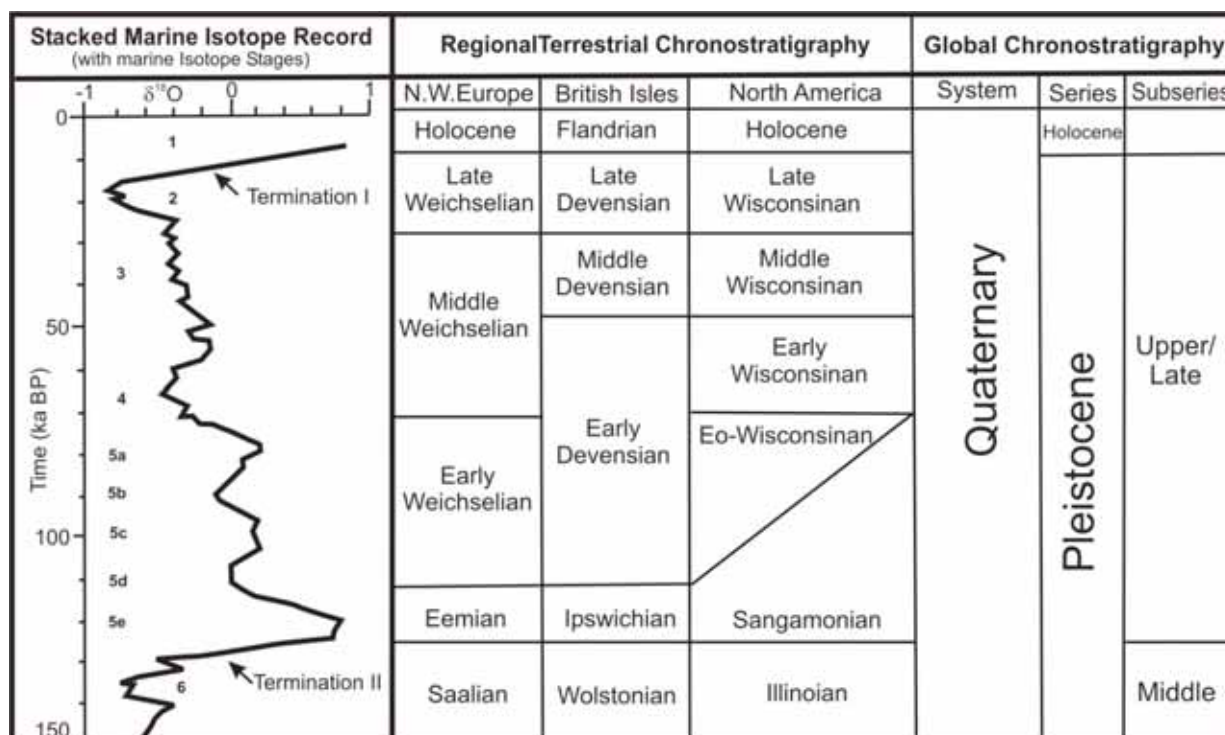 Stacked Marine Isotope Record
(with marine Isotope Stages)
RegionalTerrestrial Chronostratigraphy
Global Chronostratigraphy
-1 δ¹⁸O 0 1
N.W.Europe
British Isles
North America
System
Series
Subseries
Time (ka BP)
0
50
100
150
1
Termination I
2
3
4
5a
5b
5c
5d
5e
Termination II
6
Holocene
Late
Weichselian
Middle
Weichselian
Early
Weichselian
Eemian
Saalian
Flandrian
Late
Devensian
Middle
Devensian
Early
Devensian
Ipswichian
Wolstonian
Holocene
Late
Wisconsinan
Middle
Wisconsinan
Early
Wisconsinan
Eo-Wisconsinan
Sangamonian
Illinoian
Quaternary
Holocene
Pleistocene
Upper/
Late
Middle